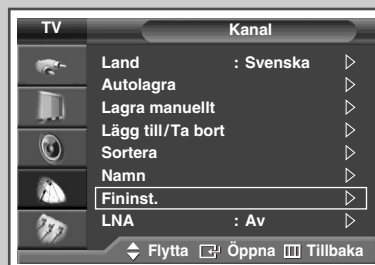 TV Kanal
Land : Svenska
Autolagra
Lagra manuellt
Lägg till/Ta bort
Sortera
Namn
Fininst.
LNA : Av
Flytta Öppna Tillbaka